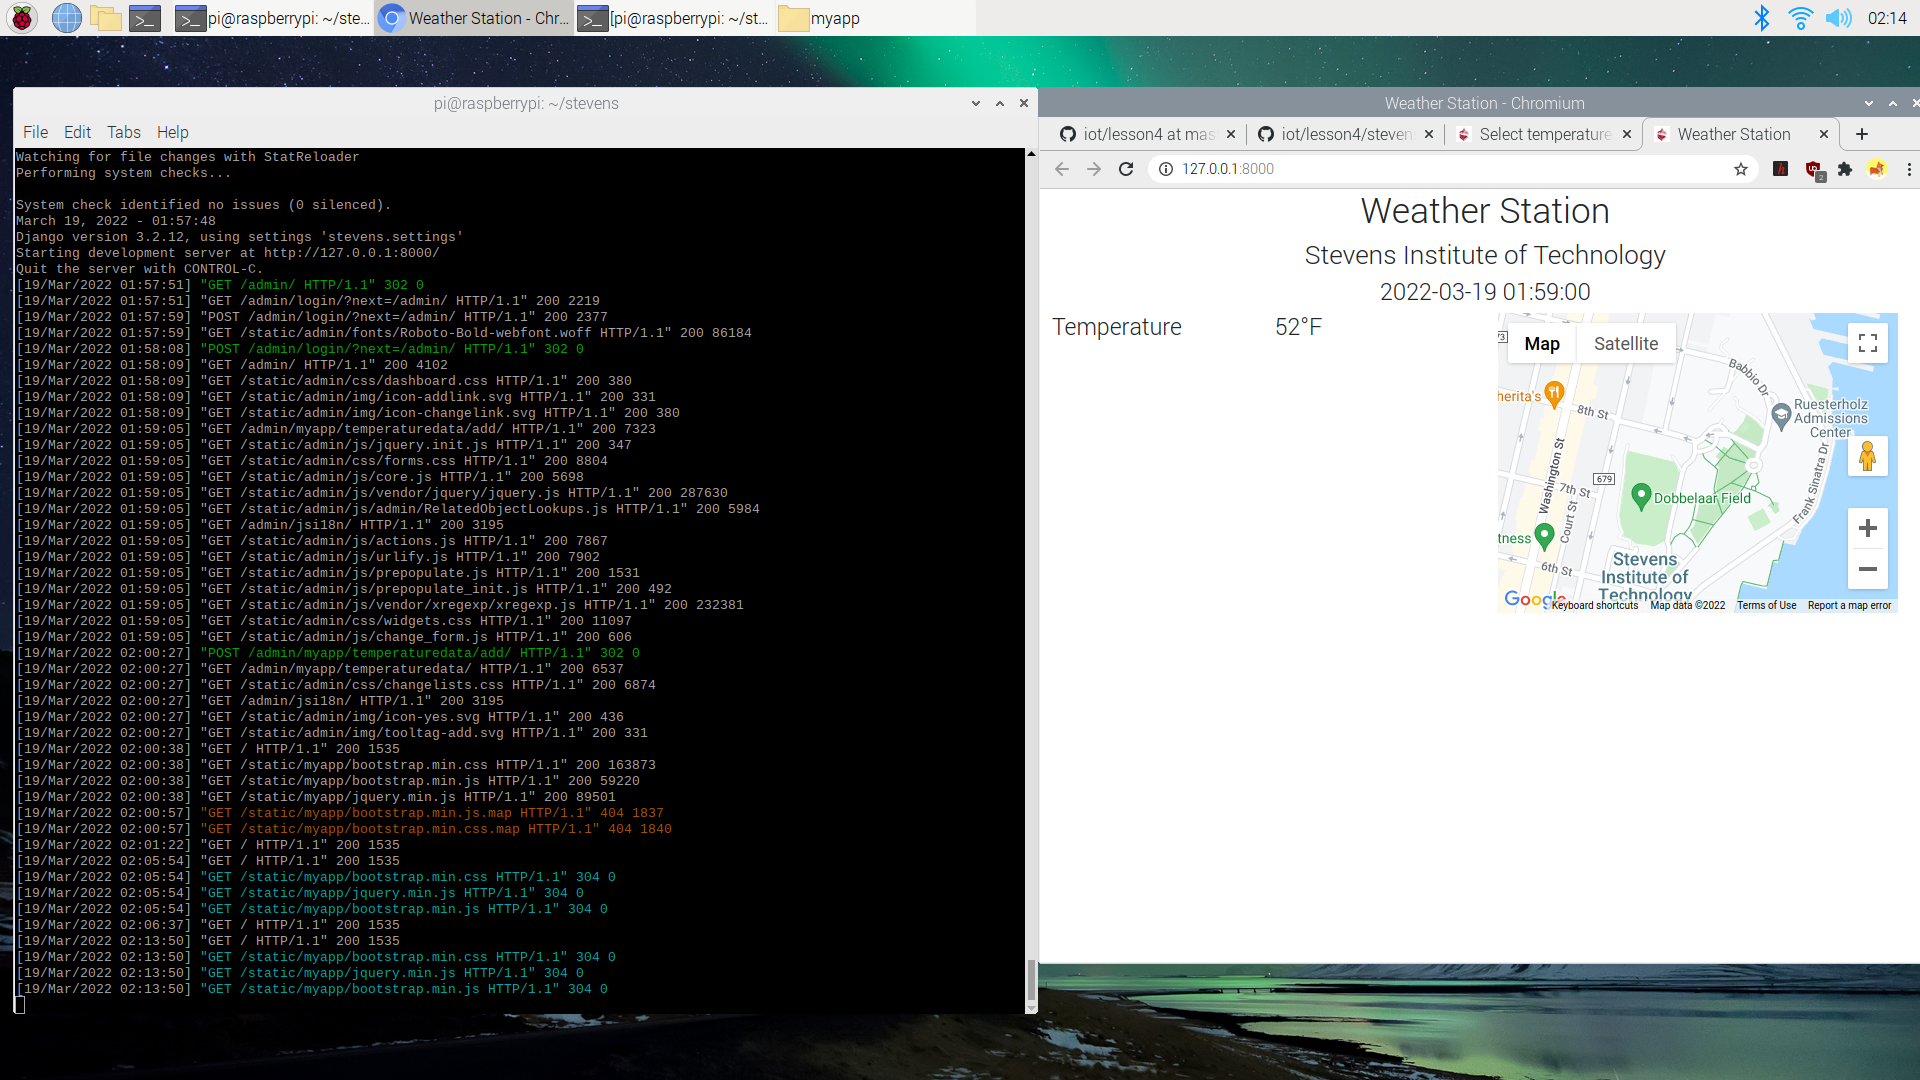 pi@raspberrypi: ~/ste...
Weather Station - Chr...
[pi@raspberrypi: ~/st...
myapp
02:14
pi@raspberrypi: ~/stevens
File Edit Tabs Help
Watching for file changes with StatReloader
Performing system checks...
System check identified no issues (0 silenced).
March 19, 2022 - 01:57:48
Django version 3.2.12, using settings 'stevens.settings'
Starting development server at http://127.0.0.1:8000/
Quit the server with CONTROL-C.
[19/Mar/2022 01:57:51] "GET /admin/ HTTP/1.1" 302 0
[19/Mar/2022 01:57:51] "GET /admin/login/?next=/admin/ HTTP/1.1" 200 2219
[19/Mar/2022 01:57:59] "POST /admin/login/?next=/admin/ HTTP/1.1" 200 2377
[19/Mar/2022 01:57:59] "GET /static/admin/fonts/Roboto-Bold-webfont.woff HTTP/1.1" 200 86184
[19/Mar/2022 01:58:08] "POST /admin/login/?next=/admin/ HTTP/1.1" 302 0
[19/Mar/2022 01:58:09] "GET /admin/ HTTP/1.1" 200 4102
[19/Mar/2022 01:58:09] "GET /static/admin/css/dashboard.css HTTP/1.1" 200 380
[19/Mar/2022 01:58:09] "GET /static/admin/img/icon-addlink.svg HTTP/1.1" 200 331
[19/Mar/2022 01:58:09] "GET /static/admin/img/icon-changelink.svg HTTP/1.1" 200 380
[19/Mar/2022 01:59:05] "GET /admin/myapp/temperaturedata/add/ HTTP/1.1" 200 7323
[19/Mar/2022 01:59:05] "GET /static/admin/js/jquery.init.js HTTP/1.1" 200 347
[19/Mar/2022 01:59:05] "GET /static/admin/css/forms.css HTTP/1.1" 200 8804
[19/Mar/2022 01:59:05] "GET /static/admin/js/core.js HTTP/1.1" 200 5698
[19/Mar/2022 01:59:05] "GET /static/admin/js/vendor/jquery/jquery.js HTTP/1.1" 200 287630
[19/Mar/2022 01:59:05] "GET /static/admin/js/admin/RelatedObjectLookups.js HTTP/1.1" 200 5984
[19/Mar/2022 01:59:05] "GET /admin/jsi18n/ HTTP/1.1" 200 3195
[19/Mar/2022 01:59:05] "GET /static/admin/js/actions.js HTTP/1.1" 200 7867
[19/Mar/2022 01:59:05] "GET /static/admin/js/urlify.js HTTP/1.1" 200 7902
[19/Mar/2022 01:59:05] "GET /static/admin/js/prepopulate.js HTTP/1.1" 200 1531
[19/Mar/2022 01:59:05] "GET /static/admin/js/prepopulate_init.js HTTP/1.1" 200 492
[19/Mar/2022 01:59:05] "GET /static/admin/js/vendor/xregexp/xregexp.js HTTP/1.1" 200 232381
[19/Mar/2022 01:59:05] "GET /static/admin/css/widgets.css HTTP/1.1" 200 11097
[19/Mar/2022 01:59:05] "GET /static/admin/js/change_form.js HTTP/1.1" 200 606
[19/Mar/2022 02:00:27] "POST /admin/myapp/temperaturedata/add/ HTTP/1.1" 302 0
[19/Mar/2022 02:00:27] "GET /admin/myapp/temperaturedata/ HTTP/1.1" 200 6537
[19/Mar/2022 02:00:27] "GET /static/admin/css/changelists.css HTTP/1.1" 200 6874
[19/Mar/2022 02:00:27] "GET /admin/jsi18n/ HTTP/1.1" 200 3195
[19/Mar/2022 02:00:27] "GET /static/admin/img/icon-yes.svg HTTP/1.1" 200 436
[19/Mar/2022 02:00:27] "GET /static/admin/img/tooltag-add.svg HTTP/1.1" 200 331
[19/Mar/2022 02:00:38] "GET / HTTP/1.1" 200 1535
[19/Mar/2022 02:00:38] "GET /static/myapp/bootstrap.min.css HTTP/1.1" 200 163873
[19/Mar/2022 02:00:38] "GET /static/myapp/bootstrap.min.js HTTP/1.1" 200 59220
[19/Mar/2022 02:00:38] "GET /static/myapp/jquery.min.js HTTP/1.1" 200 89501
[19/Mar/2022 02:00:57] "GET /static/myapp/bootstrap.min.js.map HTTP/1.1" 404 1837
[19/Mar/2022 02:00:57] "GET /static/myapp/bootstrap.min.css.map HTTP/1.1" 404 1840
[19/Mar/2022 02:01:22] "GET / HTTP/1.1" 200 1535
[19/Mar/2022 02:05:54] "GET / HTTP/1.1" 200 1535
[19/Mar/2022 02:05:54] "GET /static/myapp/bootstrap.min.css HTTP/1.1" 304 0
[19/Mar/2022 02:05:54] "GET /static/myapp/jquery.min.js HTTP/1.1" 304 0
[19/Mar/2022 02:05:54] "GET /static/myapp/bootstrap.min.js HTTP/1.1" 304 0
[19/Mar/2022 02:06:37] "GET / HTTP/1.1" 200 1535
[19/Mar/2022 02:13:50] "GET / HTTP/1.1" 200 1535
[19/Mar/2022 02:13:50] "GET /static/myapp/bootstrap.min.css HTTP/1.1" 304 0
[19/Mar/2022 02:13:50] "GET /static/myapp/jquery.min.js HTTP/1.1" 304 0
[19/Mar/2022 02:13:50] "GET /static/myapp/bootstrap.min.js HTTP/1.1" 304 0
Weather Station - Chromium
iot/lesson4 at mas
iot/lesson4/steven
Select temperature
Weather Station
127.0.0.1:8000
2
Weather Station
Stevens Institute of Technology
2022-03-19 01:59:00
Temperature 52°F
Map Satellite
73
herita's
8th St
Babbio Dr
Ruesterholz
Admissions
Center
Washington St
679
7th St
Court St
Dobbelaar Field
Frank Sinatra Dr
tness
6th St
Stevens
Institute of
Technology
Google
Keyboard shortcuts Map data ©2022 Terms of Use Report a map error